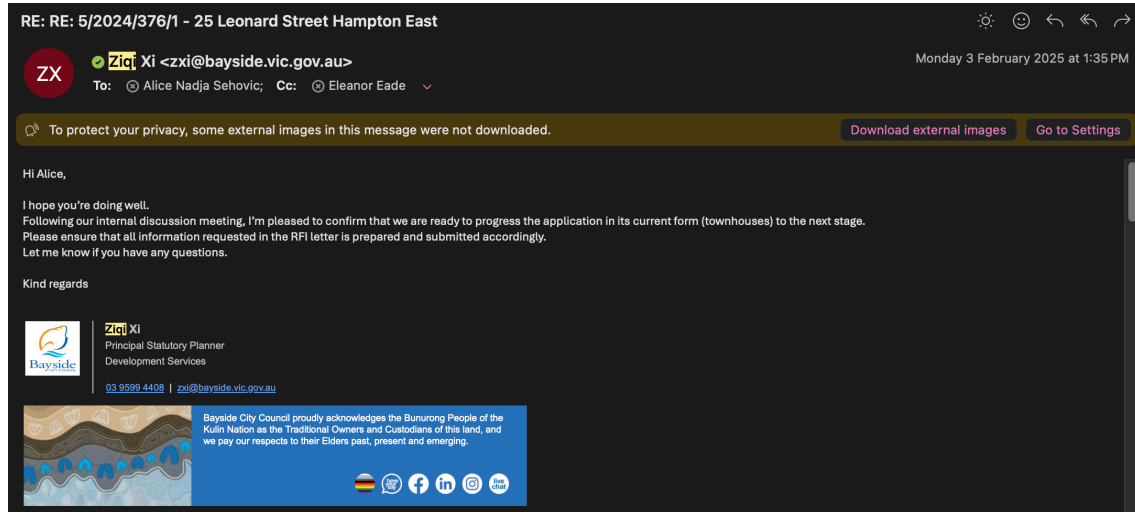 RE: RE: 5/2024/376/1 - 25 Leonard Street Hampton East
ZX
Ziqi Xi <zxi@bayside.vic.gov.au>
Monday 3 February 2025 at 1:35 PM
To: Alice Nadja Sehovic; Cc: Eleanor Eade
To protect your privacy, some external images in this message were not downloaded.
Download external images
Go to Settings
Hi Alice,
I hope you're doing well.
Following our internal discussion meeting, I'm pleased to confirm that we are ready to progress the application in its current form (townhouses) to the next stage.
Please ensure that all information requested in the RFI letter is prepared and submitted accordingly.
Let me know if you have any questions.
Kind regards
Bayside
CITY COUNCIL
Ziqi Xi
Principal Statutory Planner
Development Services
03 9599 4408 | zxi@bayside.vic.gov.au
Bayside City Council proudly acknowledges the Bunurong People of the
Kulin Nation as the Traditional Owners and Custodians of this land, and
we pay our respects to their Elders past, present and emerging.
live
chat